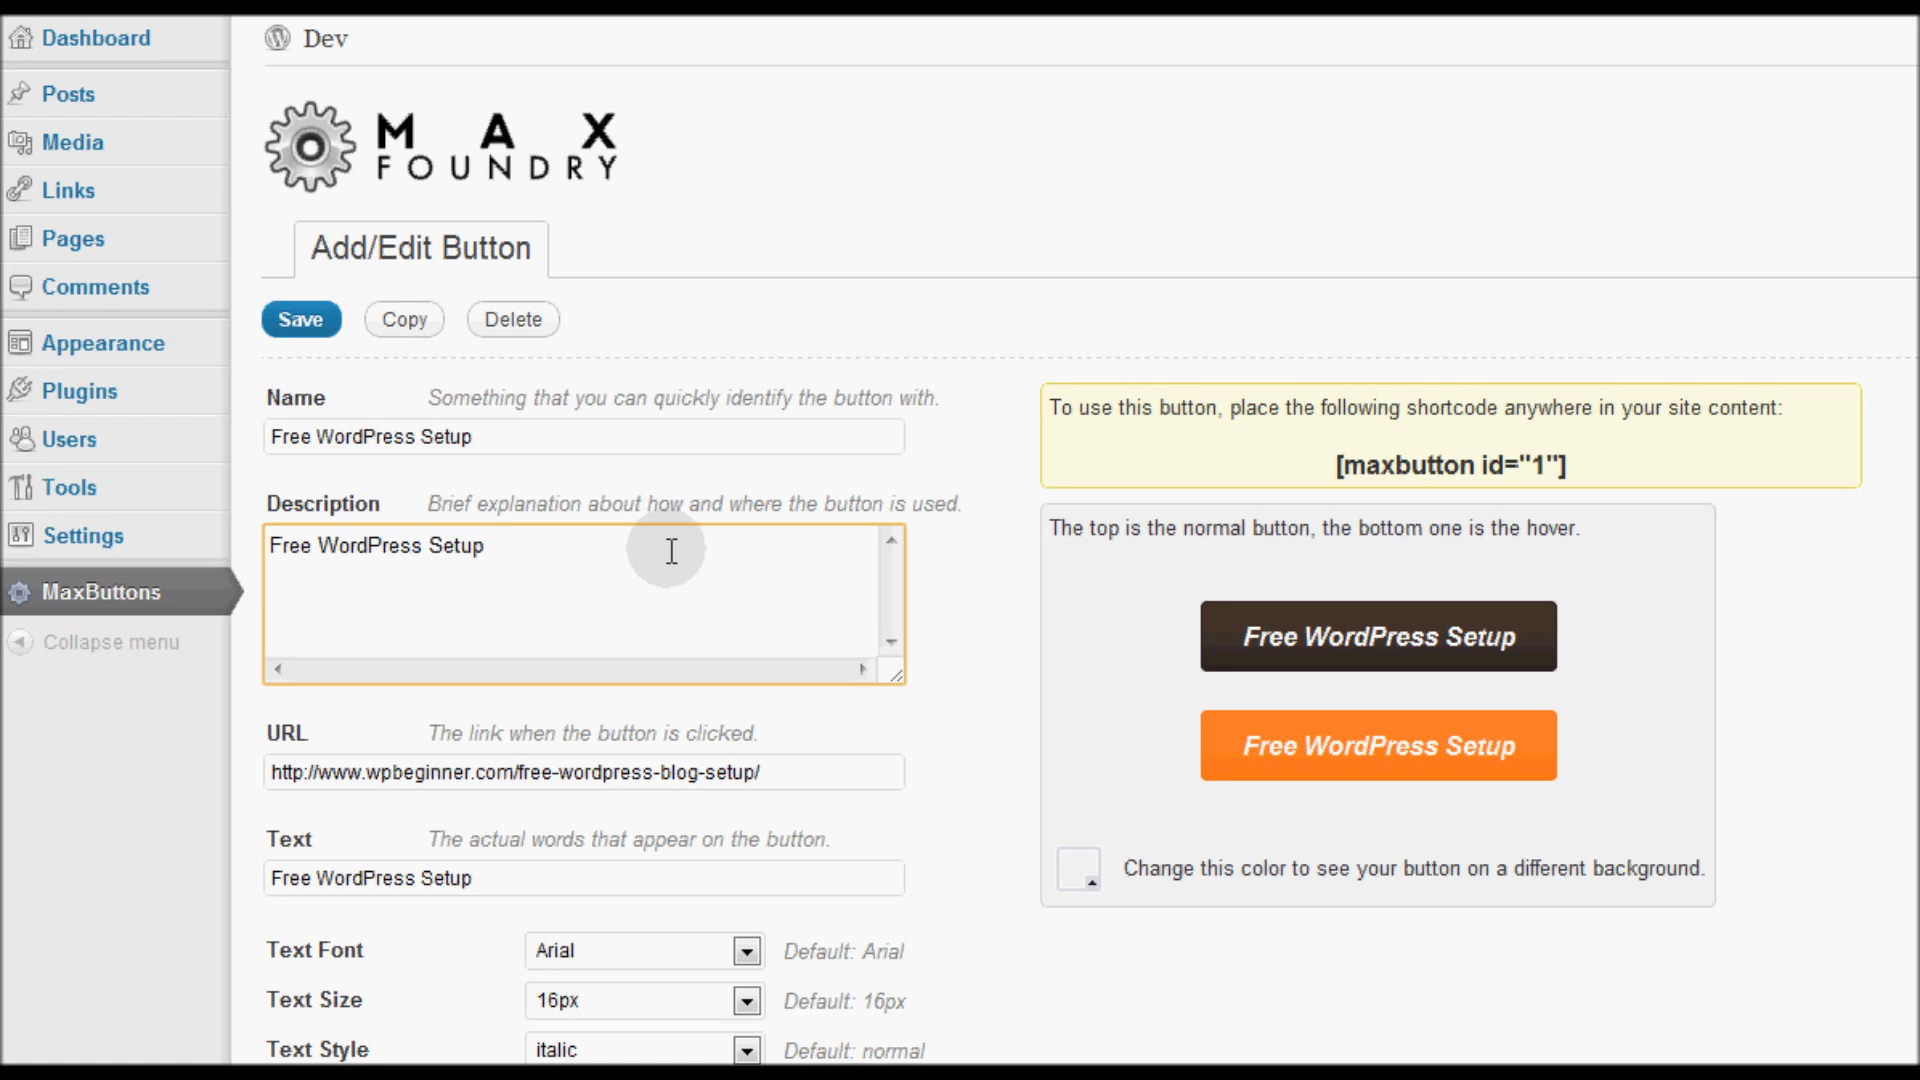 Dashboard
Posts
Media
Links
Pages
Comments
Appearance
Plugins
Users
Tools
Settings
MaxButtons
Collapse menu
Dev
MAX
FOUNDRY
Add/Edit Button
Save Copy Delete
Name Something that you can quickly identify the button with.
Free WordPress Setup
Description Brief explanation about how and where the button is used.
Free WordPress Setup
URL The link when the button is clicked.
http://www.wpbeginner.com/free-wordpress-blog-setup/
Text The actual words that appear on the button.
Free WordPress Setup
Text Font Arial Default: Arial
Text Size 16px Default: 16px
Text Style italic Default: normal
To use this button, place the following shortcode anywhere in your site content:
[maxbutton id="1"]
The top is the normal button, the bottom one is the hover.
Free WordPress Setup
Free WordPress Setup
Change this color to see your button on a different background.